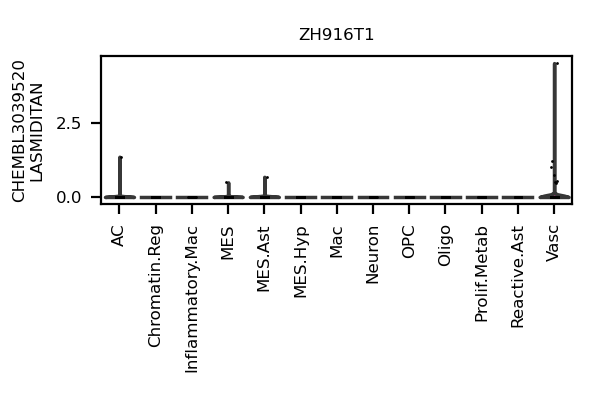 ZH916T1
CHEMBL3039520
LASMIDITAN
2.5
0.0
AC
Chromatin.Reg
Inflammatory.Mac
MES
MES.Ast
MES.Hyp
Mac
Neuron
OPC
Oligo
Prolif.Metab
Reactive.Ast
Vasc